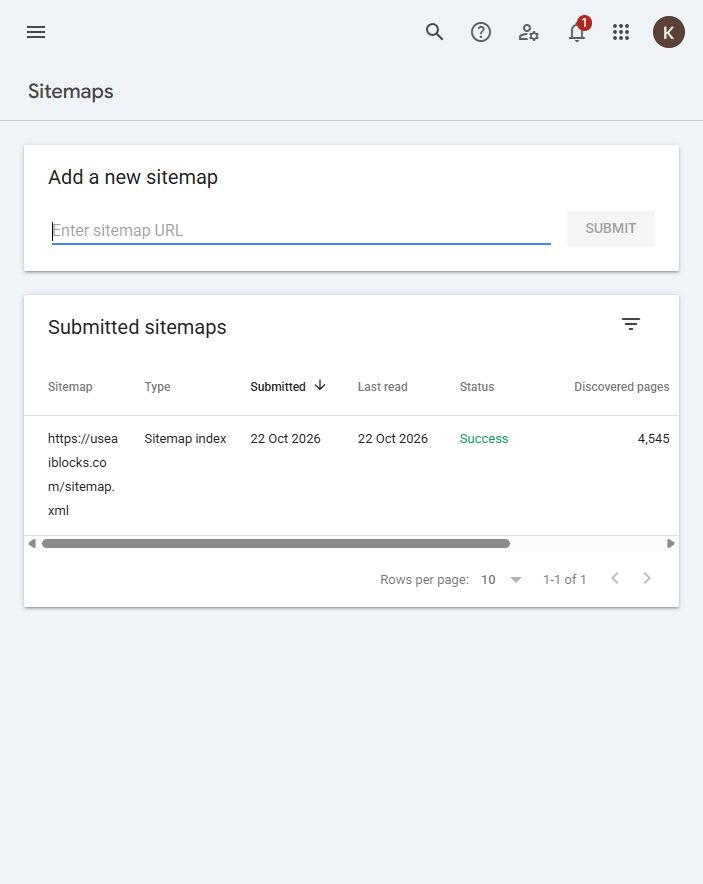 1
K
Sitemaps
Add a new sitemap
Enter sitemap URL
SUBMIT
Submitted sitemaps
Sitemap Type Submitted Last read Status Discovered pages
https://usea
iblocks.co
m/sitemap.
xml
Sitemap index 22 Oct 2026 22 Oct 2026 Success 4,545
Rows per page: 10 1-1 of 1